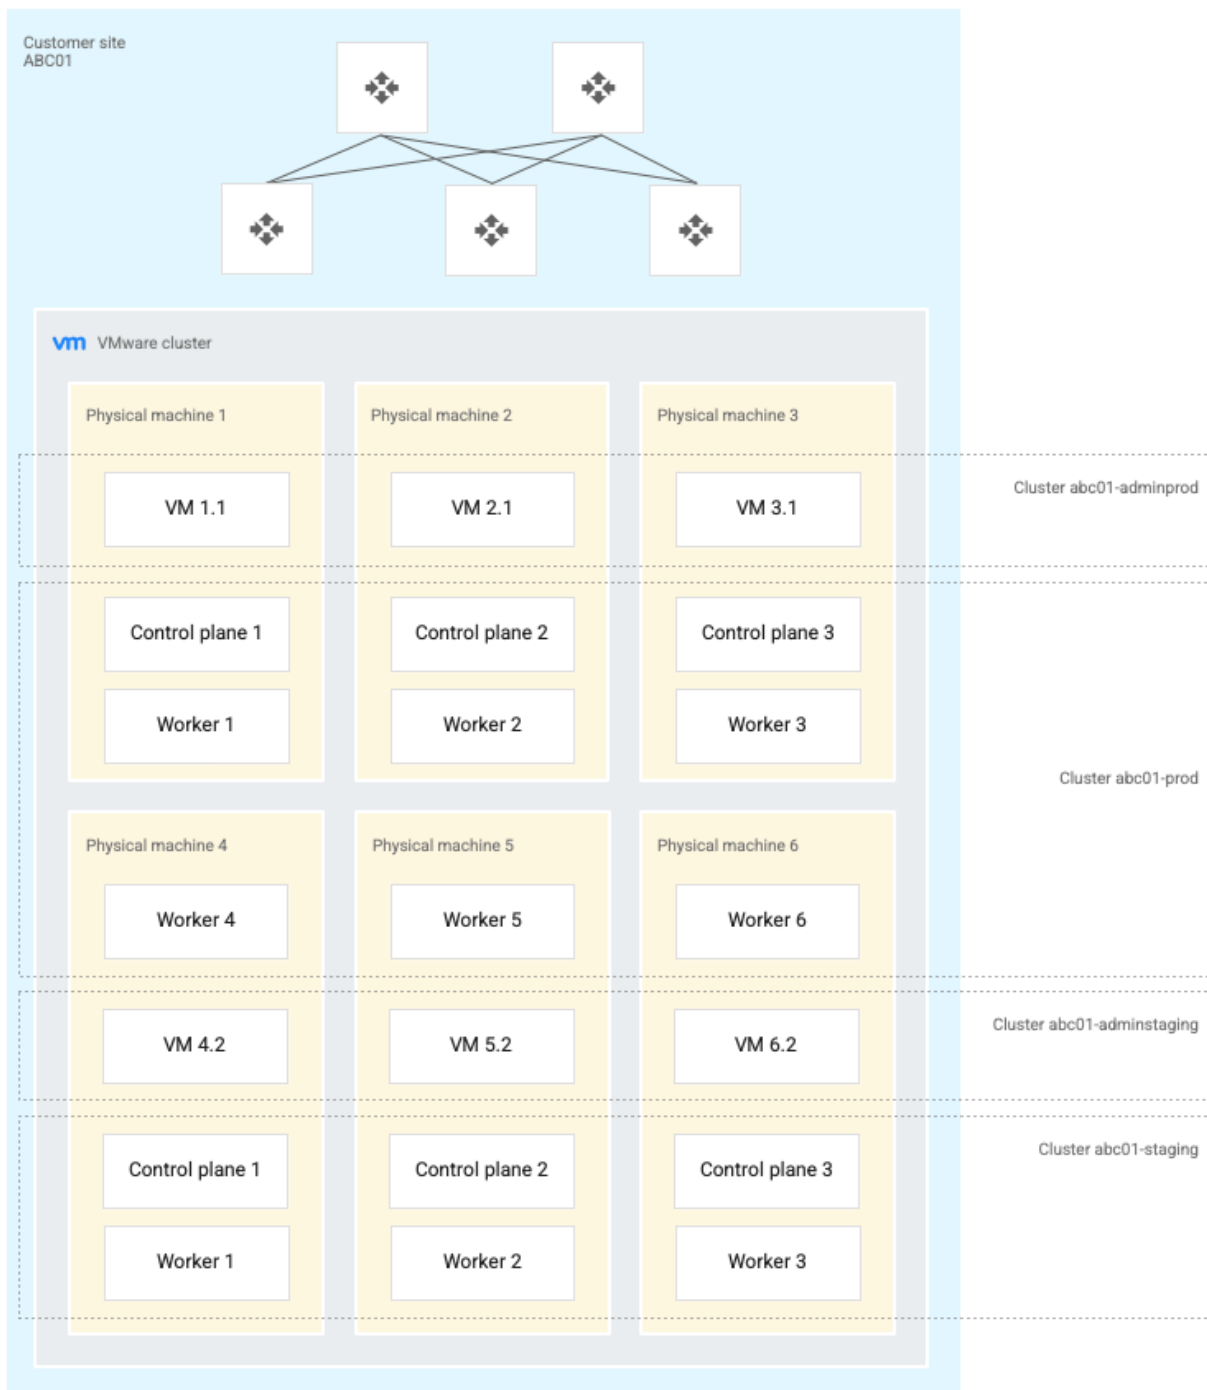 Customer site
ABC01
vm VMware cluster
Physical machine 1
Physical machine 2
Physical machine 3
VM 1.1
VM 2.1
VM 3.1
Cluster abc01-adminprod
Control plane 1
Control plane 2
Control plane 3
Worker 1
Worker 2
Worker 3
Cluster abc01-prod
Physical machine 4
Physical machine 5
Physical machine 6
Worker 4
Worker 5
Worker 6
VM 4.2
VM 5.2
VM 6.2
Cluster abc01-adminstaging
Control plane 1
Control plane 2
Control plane 3
Cluster abc01-staging
Worker 1
Worker 2
Worker 3